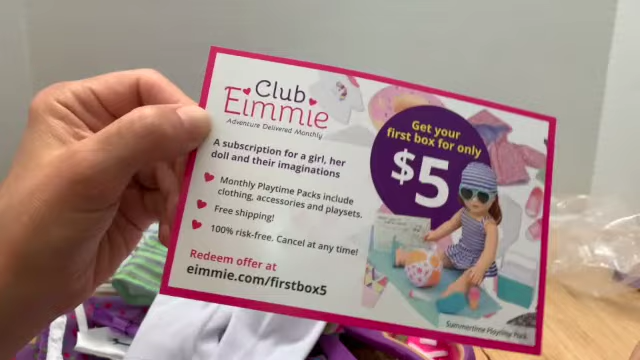 Club
Eimmie
Adventure Delivered Monthly
A subscription for a girl, her
doll and their imaginations
Monthly Playtime Packs include
clothing, accessories and playsets.
Free shipping!
100% risk-free. Cancel at any time!
Redeem offer at
eimmie.com/firstbox5
Get your
first box for only
$5
Summertime Playtime Pack